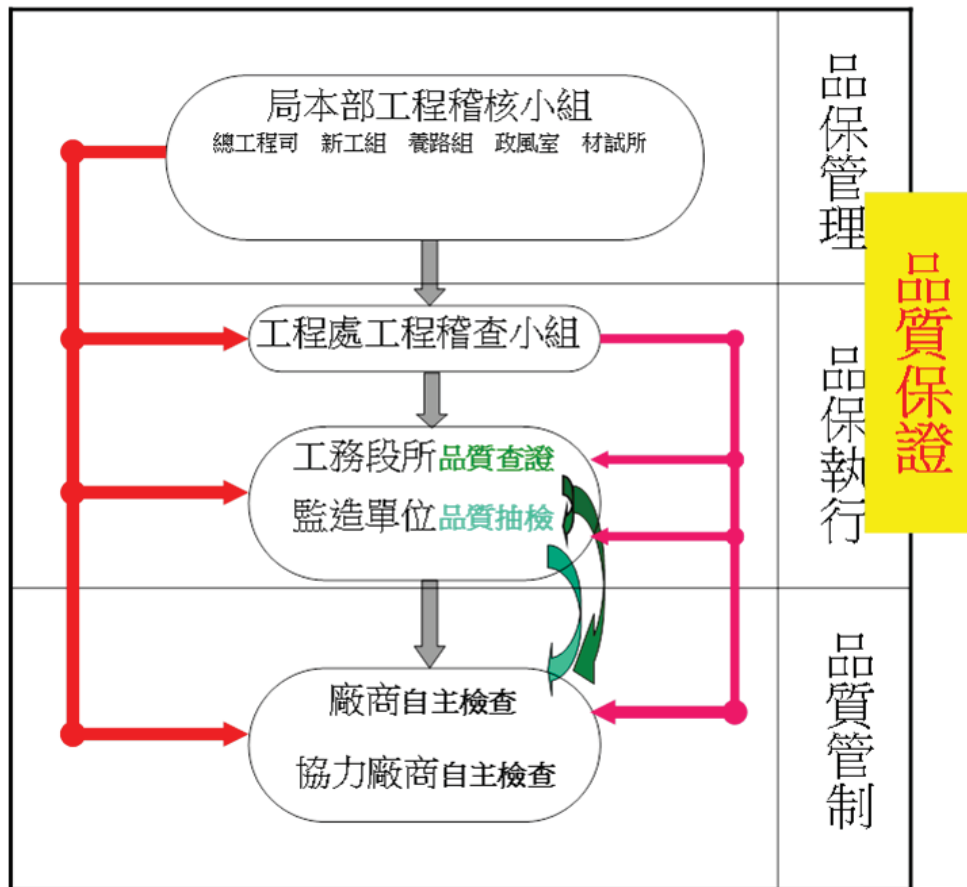 局本部工程稽核小組
總工程司 新工組 養路組 政風室 材試所
品保管理
工程處工程稽查小組
工務段所品質查證
監造單位品質抽檢
品保執行
品質保證
廠商自主檢查
協力廠商自主檢查
品質管制